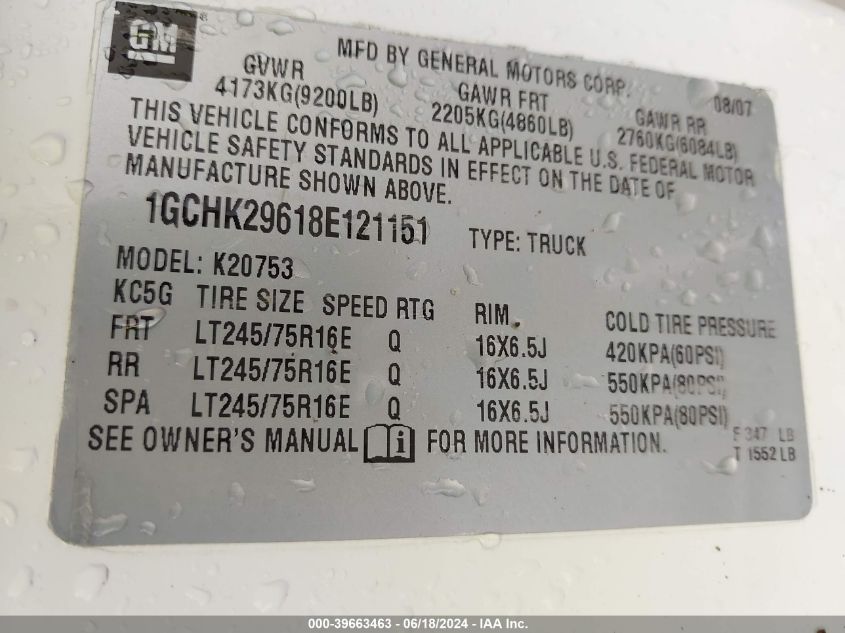 GM
MFD BY GENERAL MOTORS CORP. 08/07
GVWR GAWR FRT GAWR RR
4173KG(9200LB) 2205KG(4860LB) 2760KG(6084LB)
THIS VEHICLE CONFORMS TO ALL APPLICABLE U.S. FEDERAL MOTOR
VEHICLE SAFETY STANDARDS IN EFFECT ON THE DATE OF
MANUFACTURE SHOWN ABOVE.
1GCHK29618E121151 TYPE: TRUCK
MODEL: K20753
KC5G TIRE SIZE SPEED RTG RIM COLD TIRE PRESSURE
FRT LT245/75R16E Q 16X6.5J 420KPA(60PSI)
RR LT245/75R16E Q 16X6.5J 550KPA(80PSI)
SPA LT245/75R16E Q 16X6.5J 550KPA(80PSI)
SEE OWNER'S MANUAL i FOR MORE INFORMATION.
F 347 LB
T 1552 LB
000-39663463 - 06/18/2024 - IAA Inc.